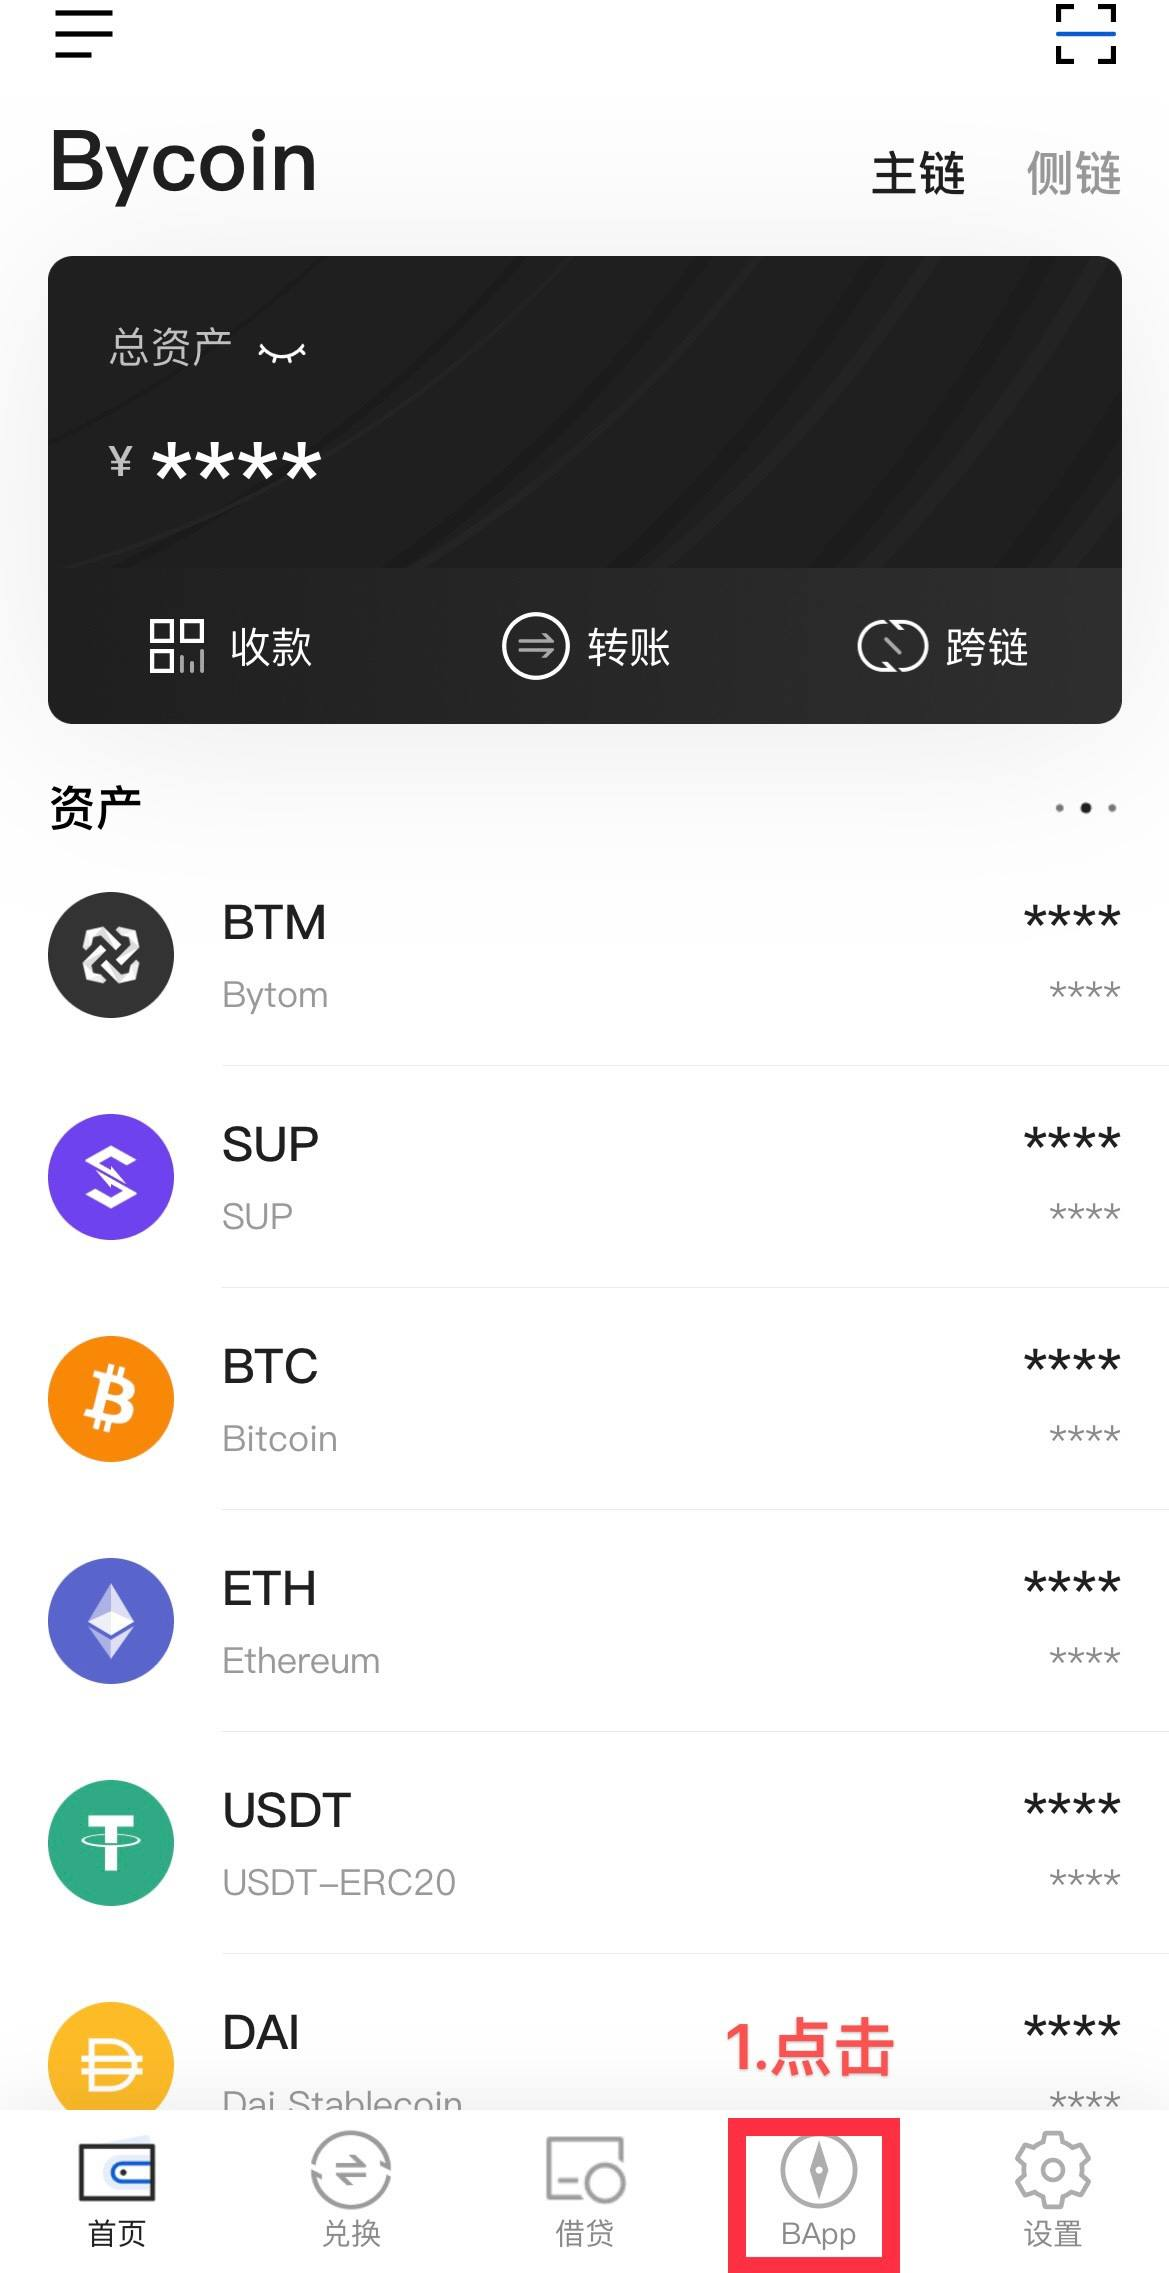 Bycoin
主链 侧链
总资产
¥ ****
收款 转账 跨链
资产
BTM ****
Bytom ****
SUP ****
SUP ****
BTC ****
Bitcoin ****
ETH ****
Ethereum ****
USDT ****
USDT-ERC20 ****
DAI ****
1.点击
Dai Stablecoin ****
首页 兑换 借贷 BApp 设置